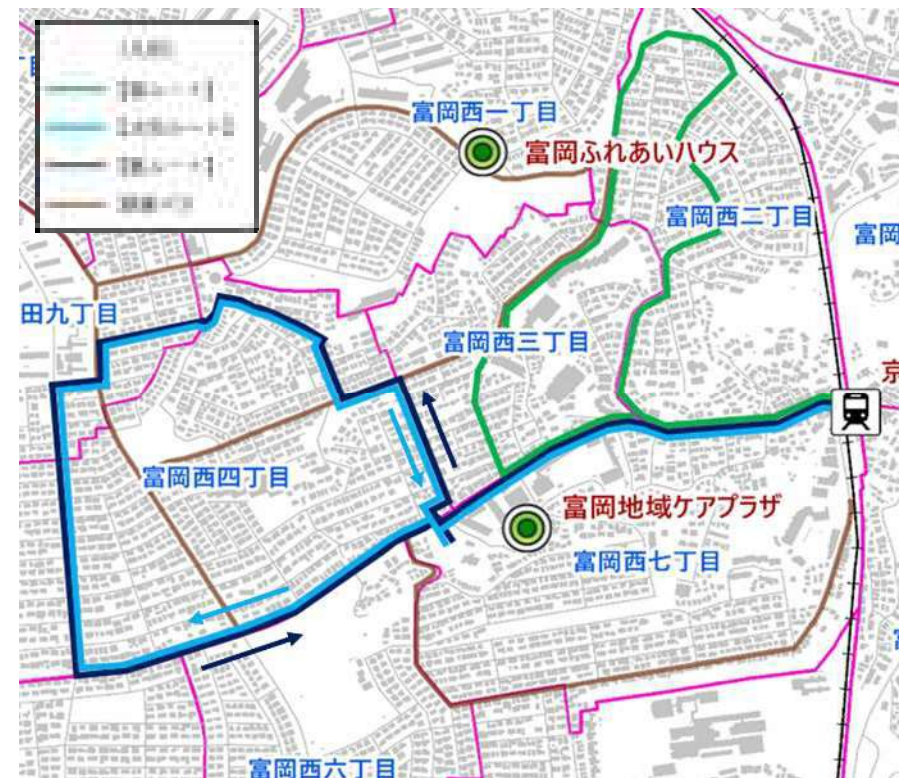 富岡西一丁目
富岡ふれあいハウス
富岡西二丁目
富岡
田九丁目
富岡西三丁目
京
富岡西四丁目
富岡地域ケアプラザ
富岡西七丁目
富岡西六丁目